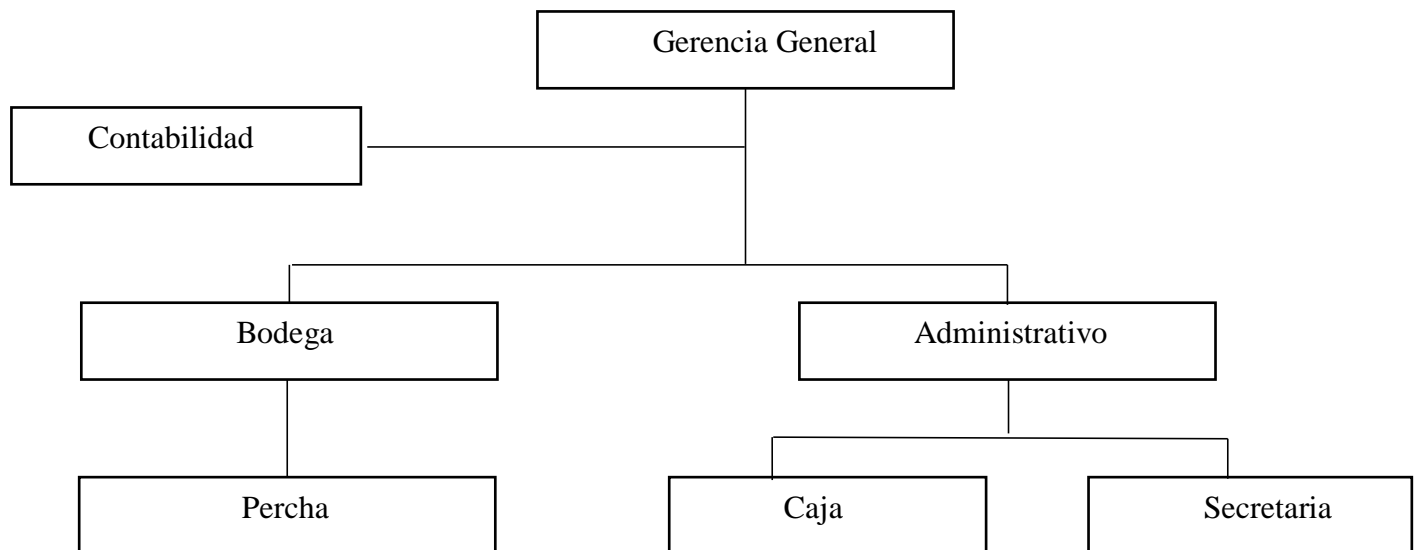 Gerencia General
Contabilidad
Bodega
Administrativo
Percha
Caja
Secretaria